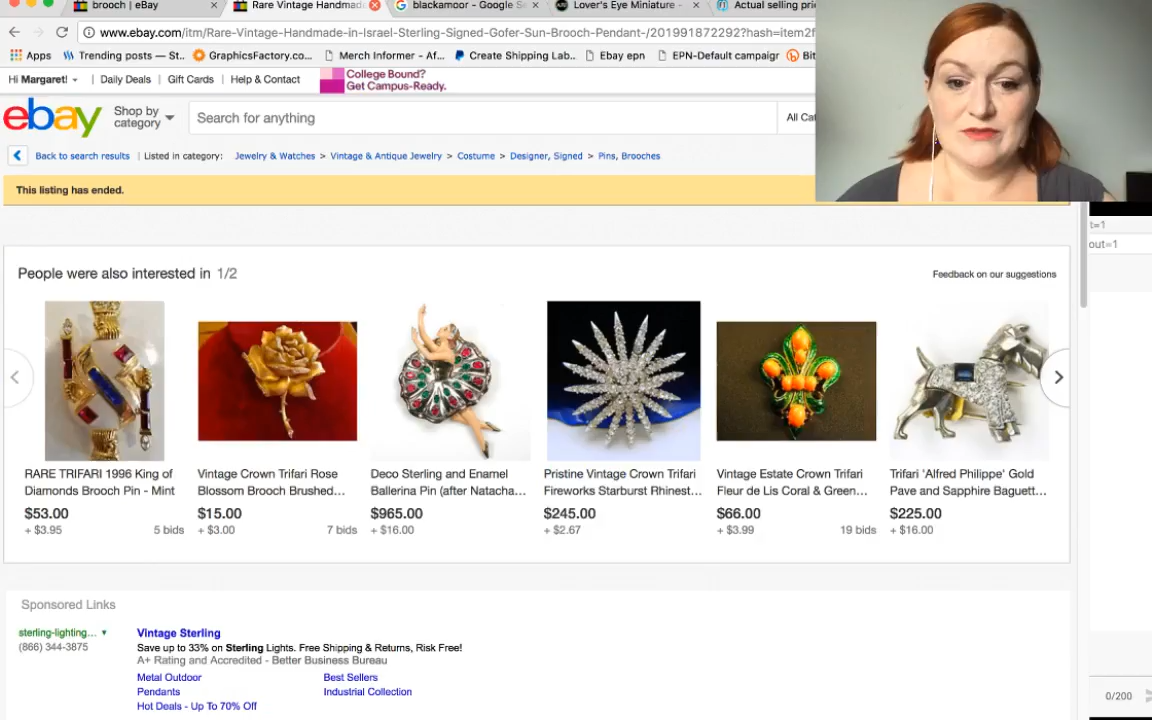 brooch | eBay
Rare Vintage Handma
blackamoor - Google Se
Lover's Eye Miniature -
Actual selling pri
www.ebay.com/itm/Rare-Vintage-Handmade-in-Israel-Sterling-Signed-Gofer-Sun-Brooch-Pendant-/201991872292?hash=item2f
Apps
Trending posts — St..
GraphicsFactory.co...
Merch Informer - Af...
Create Shipping Lab...
Ebay epn
EPN-Default campaign
Bit
Hi Margaret!
Daily Deals
Gift Cards
Help & Contact
College Bound?
Get Campus-Ready.
ebay
Shop by
category
Search for anything
All Cat
Back to search results
Listed in category:
Jewelry & Watches > Vintage & Antique Jewelry > Costume > Designer, Signed > Pins, Brooches
This listing has ended.
t=1
out=1
People were also interested in 1/2
Feedback on our suggestions
RARE TRIFARI 1996 King of
Diamonds Brooch Pin - Mint
$53.00
+ $3.95
5 bids
Vintage Crown Trifari Rose
Blossom Brooch Brushed...
$15.00
+ $3.00
7 bids
Deco Sterling and Enamel
Ballerina Pin (after Natacha...
$965.00
+ $16.00
Pristine Vintage Crown Trifari
Fireworks Starburst Rhinest...
$245.00
+ $2.67
Vintage Estate Crown Trifari
Fleur de Lis Coral & Green...
$66.00
+ $3.99
19 bids
Trifari 'Alfred Philippe' Gold
Pave and Sapphire Baguett...
$225.00
+ $16.00
Sponsored Links
sterling-lighting...
(866) 344-3875
Vintage Sterling
Save up to 33% on Sterling Lights. Free Shipping & Returns, Risk Free!
A+ Rating and Accredited - Better Business Bureau
Metal Outdoor
Best Sellers
Pendants
Industrial Collection
Hot Deals - Up To 70% Off
0/200